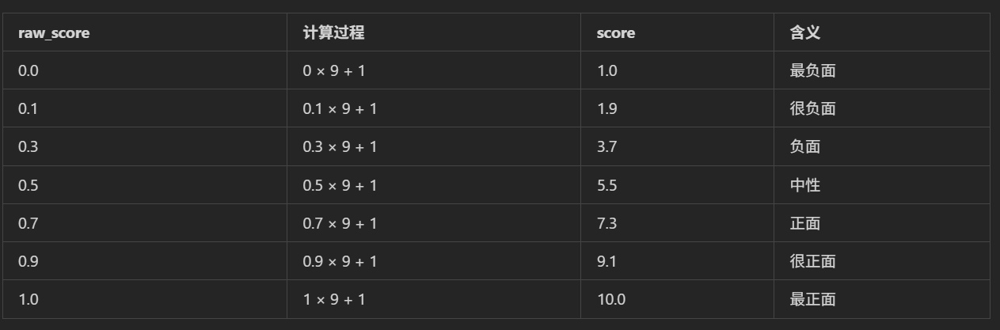 raw_score 计算过程 score 含义
0.0 0 × 9 + 1 1.0 最负面
0.1 0.1 × 9 + 1 1.9 很负面
0.3 0.3 × 9 + 1 3.7 负面
0.5 0.5 × 9 + 1 5.5 中性
0.7 0.7 × 9 + 1 7.3 正面
0.9 0.9 × 9 + 1 9.1 很正面
1.0 1 × 9 + 1 10.0 最正面